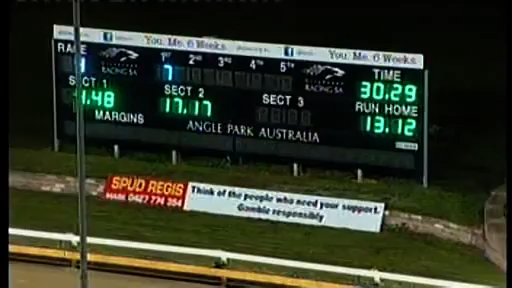 You. Me. 6 Weeks.
You. Me. 6 Weeks.
RACE 1st 2nd 3rd 4th 5th TIME
1 7 RACING SA RACING SA 30.29
SECT 1 SECT 2 SECT 3 RUN HOME
4.48 17.17 13.12
MARGINS ANGLE PARK AUSTRALIA
SPUD REGIS
0427 774 354
Think of the people who need your support.
Gamble responsibly